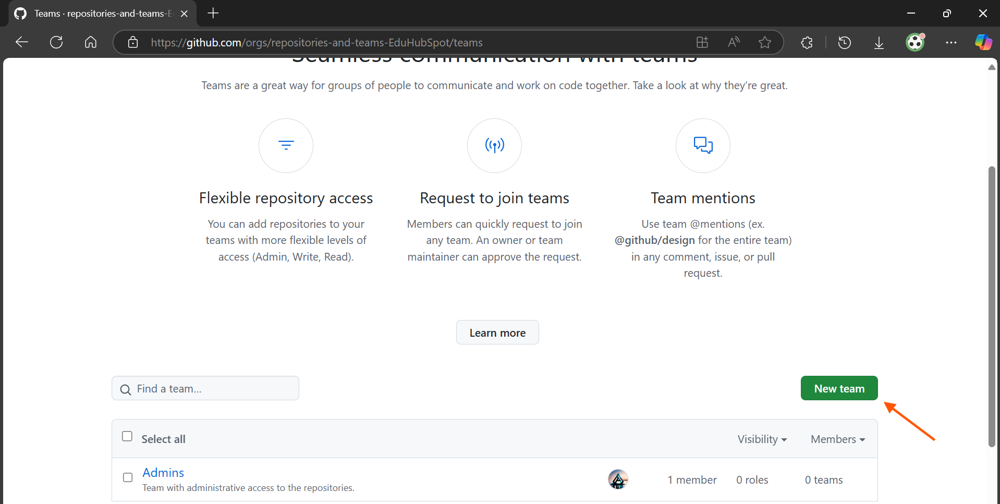 Teams · repositories-and-teams-E
https://github.com/orgs/repositories-and-teams-EduHubSpot/teams
Seamless communication with teams
Teams are a great way for groups of people to communicate and work on code together. Take a look at why they’re great.
Flexible repository access
You can add repositories to your
teams with more flexible levels of
access (Admin, Write, Read).
Request to join teams
Members can quickly request to join
any team. An owner or team
maintainer can approve the request.
Team mentions
Use team @mentions (ex.
@github/design for the entire team)
in any comment, issue, or pull
request.
Learn more
Find a team…
New team
Select all
Visibility
Members
Admins
Team with administrative access to the repositories.
1 member
0 roles
0 teams